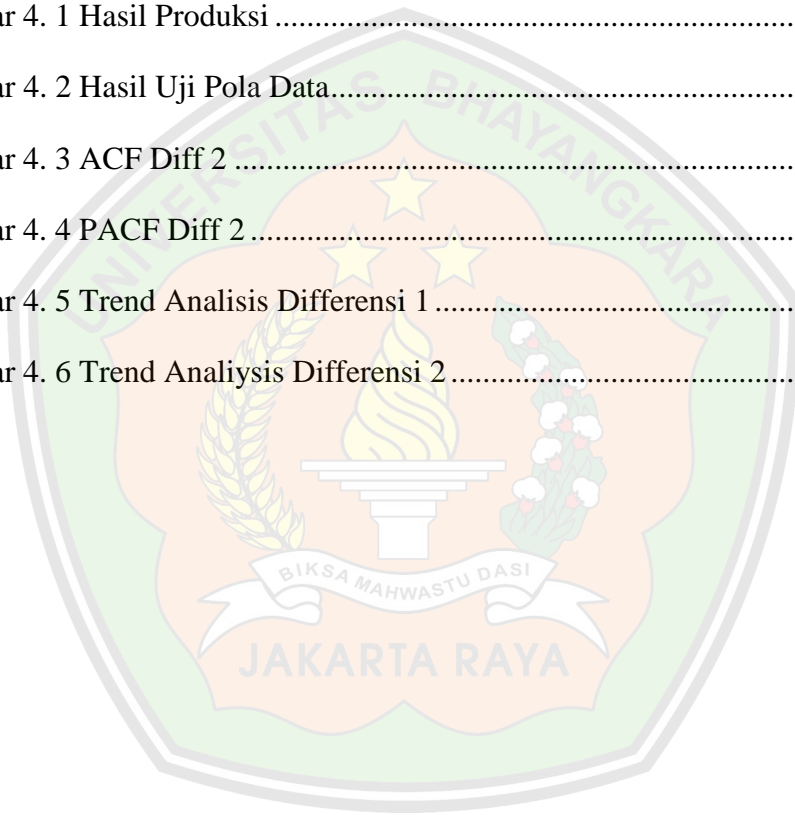 ar 4. 1 Hasil Produksi ....................................................................
ar 4. 2 Hasil Uji Pola Data.............................................................
ar 4. 3 ACF Diff 2 .........................................................................
ar 4. 4 PACF Diff 2 .......................................................................
ar 4. 5 Trend Analisis Differensi 1 ...............................................
ar 4. 6 Trend Analiysis Differensi 2 .............................................
UNIVERSITAS BHAYANGKARA
BIKSA MAHWASTU DASI
JAKARTA RAYA